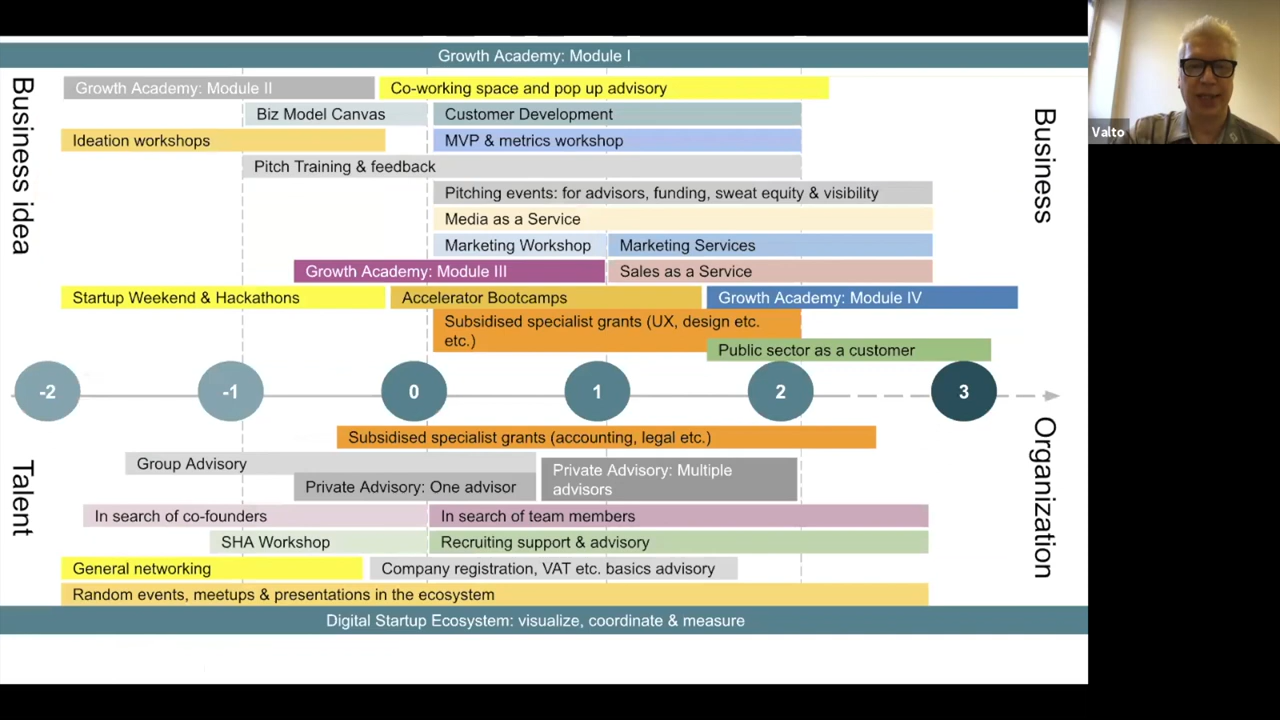 Growth Academy: Module I
Growth Academy: Module II
Co-working space and pop up advisory
Biz Model Canvas
Customer Development
Ideation workshops
MVP & metrics workshop
Pitch Training & feedback
Pitching events: for advisors, funding, sweat equity & visibility
Media as a Service
Marketing Workshop
Marketing Services
Growth Academy: Module III
Sales as a Service
Startup Weekend & Hackathons
Accelerator Bootcamps
Growth Academy: Module IV
Subsidised specialist grants (UX, design etc.
etc.)
Public sector as a customer
Business idea
Business
Valto
-2
-1
0
1
2
3
Subsidised specialist grants (accounting, legal etc.)
Group Advisory
Private Advisory: One advisor
Private Advisory: Multiple
advisors
In search of co-founders
In search of team members
SHA Workshop
Recruiting support & advisory
General networking
Company registration, VAT etc. basics advisory
Random events, meetups & presentations in the ecosystem
Talent
Organization
Digital Startup Ecosystem: visualize, coordinate & measure